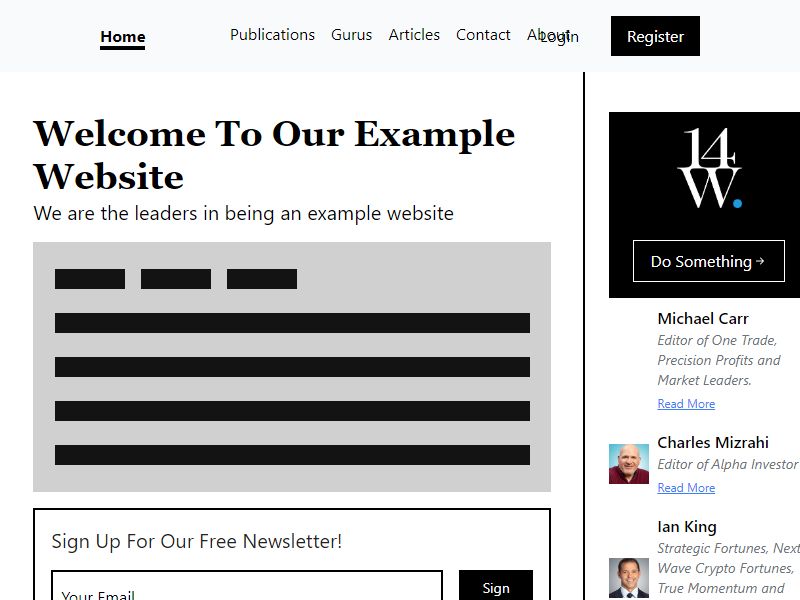 Home
Publications
Gurus
Articles
Contact
About
Login
Register
Welcome To Our Example
Website
We are the leaders in being an example website
Sign Up For Our Free Newsletter!
Your Email
Sign
14
W.
Do Something →
Michael Carr
Editor of One Trade,
Precision Profits and
Market Leaders.
Read More
Charles Mizrahi
Editor of Alpha Investor
Read More
Ian King
Strategic Fortunes, Next
Wave Crypto Fortunes,
True Momentum and